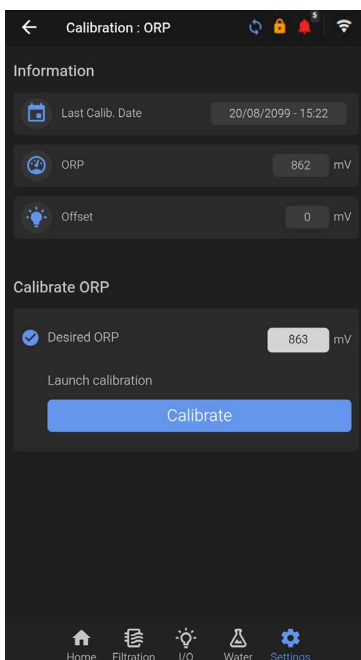 Calibration : ORP
5
Information
Last Calib. Date 20/08/2099 - 15:22
ORP 862 mV
Offset 0 mV
Calibrate ORP
Desired ORP 863 mV
Launch calibration
Calibrate
Home Filtration I/O Water Settings